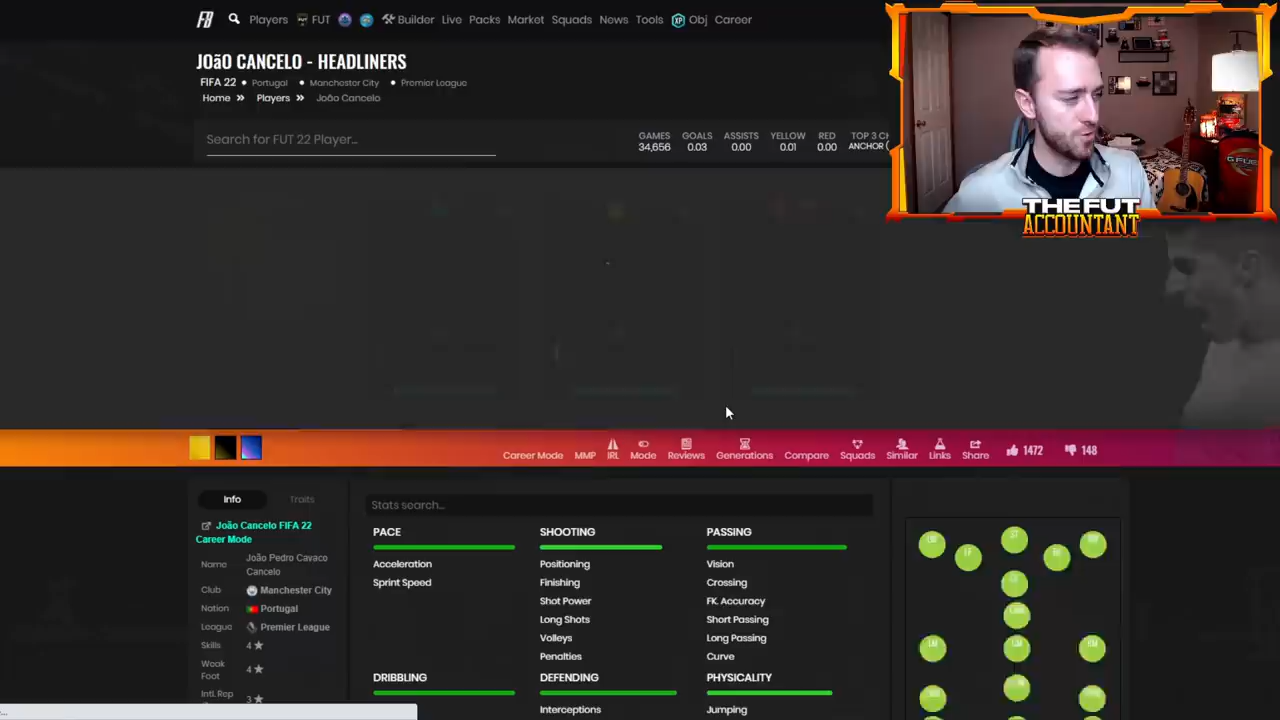 FB Players FUT Builder Live Packs Market Squads News Tools XP Obj Career
JOãO CANCELO - HEADLINERS
FIFA 22 • Portugal • Manchester City • Premier League
Home » Players » João Cancelo
Search for FUT 22 Player...
GAMES GOALS ASSISTS YELLOW RED TOP 3 CH
34,656 0.03 0.00 0.01 0.00 ANCHOR (
THE FUT
ACCOUNTANT
G FUEL
Career Mode MMP IRL Mode Reviews Generations Compare Squads Similar Links Share 1472 148
Info Traits
João Cancelo FIFA 22
Career Mode
Name João Pedro Cavaco
Cancelo
Club Manchester City
Nation Portugal
League Premier League
Skills 4★
Weak
Foot 4★
Intl. Rep 3★
Stats search...
PACE SHOOTING PASSING
Acceleration Positioning Vision
Sprint Speed Finishing Crossing
Shot Power FK. Accuracy
Long Shots Short Passing
Volleys Long Passing
Penalties Curve
DRIBBLING DEFENDING PHYSICALITY
Interceptions Jumping